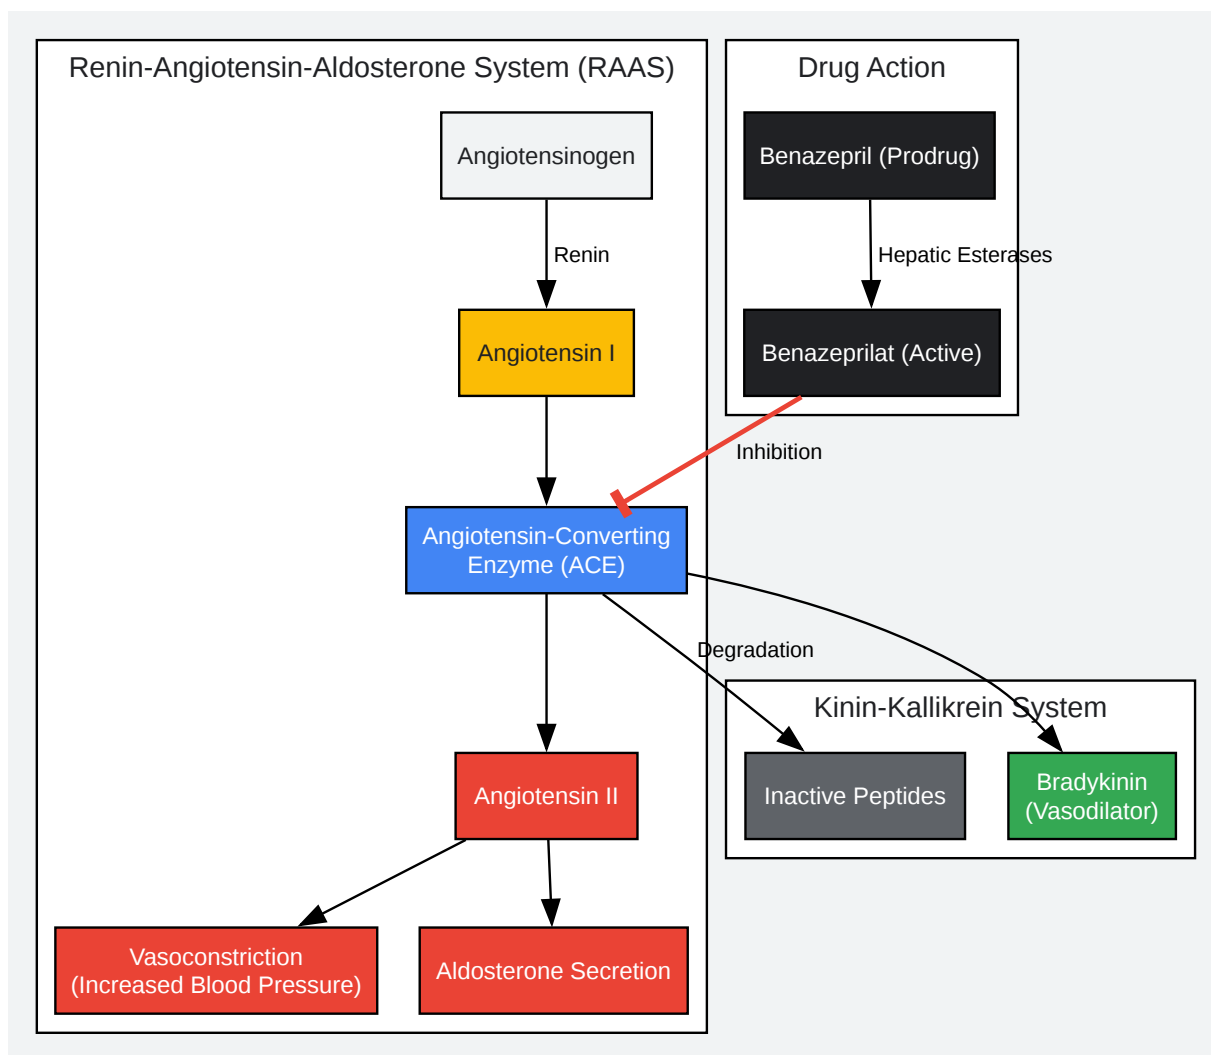 Renin-Angiotensin-Aldosterone System (RAAS)
Drug Action
Angiotensinogen
Benazepril (Prodrug)
Renin
Hepatic Esterases
Angiotensin I
Benazeprilat (Active)
Inhibition
Angiotensin-Converting
Enzyme (ACE)
Degradation
Kinin-Kallikrein System
Angiotensin II
Inactive Peptides
Bradykinin
(Vasodilator)
Vasoconstriction
(Increased Blood Pressure)
Aldosterone Secretion